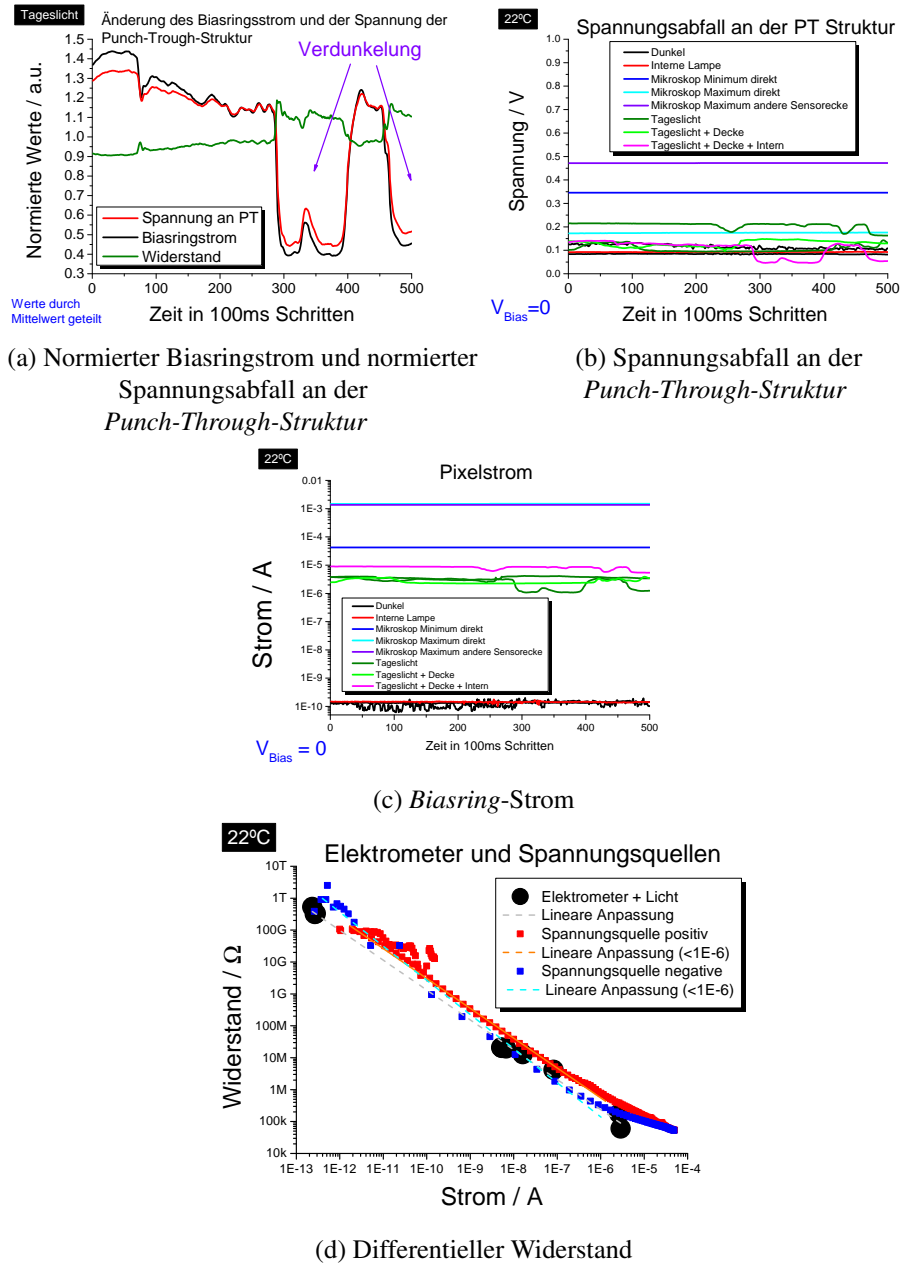 Tageslicht
Änderung des Biasringsstrom und der Spannung der
Punch-Trough-Struktur
Verdunkelung
Normierte Werte / a.u.
1.5
1.4
1.3
1.2
1.1
1.0
0.9
0.8
0.7
0.6
0.5
0.4
0.3
Spannung an PT
Biasringstrom
Widerstand
0 100 200 300 400 500
Zeit in 100ms Schritten
Werte durch
Mittelwert geteilt
22ºC
Spannungsabfall an der PT Struktur
Spannung / V
1.0
0.9
0.8
0.7
0.6
0.5
0.4
0.3
0.2
0.1
0.0
Dunkel
Interne Lampe
Mikroskop Minimum direkt
Mikroskop Maximum direkt
Mikroskop Maximum andere Sensorecke
Tageslicht
Tageslicht + Decke
Tageslicht + Decke + Intern
0 100 200 300 400 500
Zeit in 100ms Schritten
V_Bias=0
(a) Normierter Biasringstrom und normierter
Spannungsabfall an der
Punch-Through-Struktur
(b) Spannungsabfall an der
Punch-Through-Struktur
22ºC
Pixelstrom
Strom / A
0.01
1E-3
1E-4
1E-5
1E-6
1E-7
1E-8
1E-9
1E-10
Dunkel
Interne Lampe
Mikroskop Minimum direkt
Mikroskop Maximum direkt
Mikroskop Maximum andere Sensorecke
Tageslicht
Tageslicht + Decke
Tageslicht + Decke + Intern
0 100 200 300 400 500
Zeit in 100ms Schritten
V_Bias = 0
(c) Biasring-Strom
22ºC
Elektrometer und Spannungsquellen
Widerstand / Ω
10T
1T
100G
10G
1G
100M
10M
1M
100k
10k
Elektrometer + Licht
Lineare Anpassung
Spannungsquelle positiv
Lineare Anpassung (<1E-6)
Spannungsquelle negative
Lineare Anpassung (<1E-6)
1E-13 1E-12 1E-11 1E-10 1E-9 1E-8 1E-7 1E-6 1E-5 1E-4
Strom / A
(d) Differentieller Widerstand